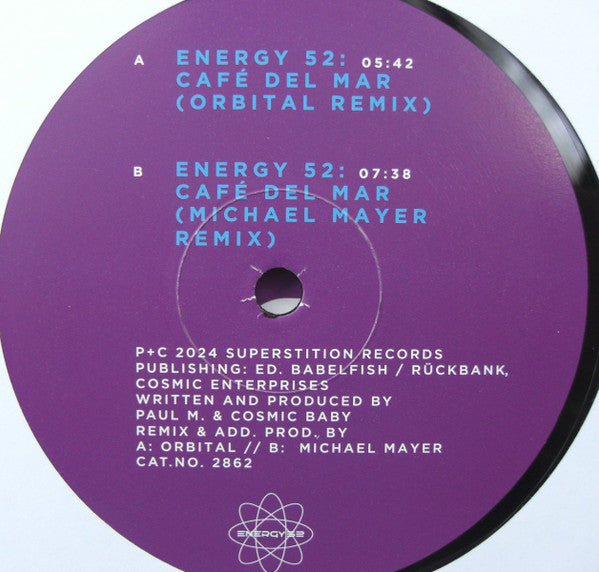 A ENERGY 52: 05:42
CAFÉ DEL MAR
(ORBITAL REMIX)
B ENERGY 52: 07:38
CAFÉ DEL MAR
(MICHAEL MAYER
REMIX)
P+C 2024 SUPERSTITION RECORDS
PUBLISHING: ED. BABELFISH / RÜCKBANK,
COSMIC ENTERPRISES
WRITTEN AND PRODUCED BY
PAUL M. & COSMIC BABY
REMIX & ADD. PROD. BY
A: ORBITAL // B: MICHAEL MAYER
CAT.NO. 2862
ENERGY 52